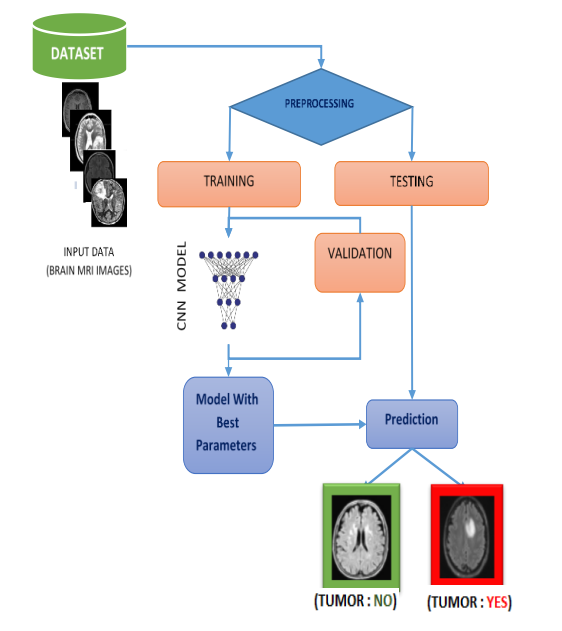 DATASET
PREPROCESSING
TRAINING
TESTING
INPUT DATA
(BRAIN MRI IMAGES)
CNN MODEL
VALIDATION
Model With
Best
Parameters
Prediction
(TUMOR : NO)
(TUMOR : YES)